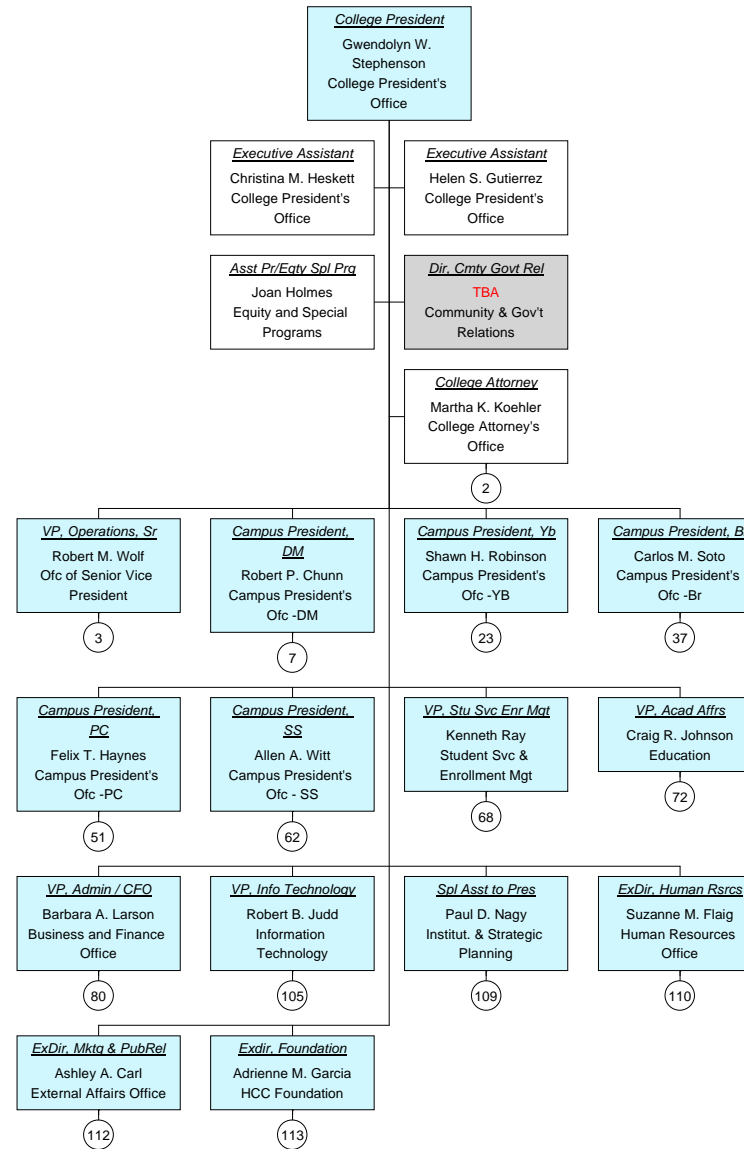 College President
Gwendolyn W.
Stephenson
College President's
Office
Executive Assistant
Christina M. Heskett
College President's
Office
Executive Assistant
Helen S. Gutierrez
College President's
Office
Asst Pr/Eqty Spl Prg
Joan Holmes
Equity and Special
Programs
Dir, Cmty Govt Rel
TBA
Community & Gov't
Relations
College Attorney
Martha K. Koehler
College Attorney's
Office
2
VP, Operations, Sr
Robert M. Wolf
Ofc of Senior Vice
President
3
Campus President,
DM
Robert P. Chunn
Campus President's
Ofc -DM
7
Campus President, Yb
Shawn H. Robinson
Campus President's
Ofc -YB
23
Campus President, B
Carlos M. Soto
Campus President's
Ofc -Br
37
Campus President,
PC
Felix T. Haynes
Campus President's
Ofc -PC
51
Campus President,
SS
Allen A. Witt
Campus President's
Ofc - SS
62
VP, Stu Svc Enr Mgt
Kenneth Ray
Student Svc &
Enrollment Mgt
68
VP, Acad Affrs
Craig R. Johnson
Education
72
VP, Admin / CFO
Barbara A. Larson
Business and Finance
Office
80
VP, Info Technology
Robert B. Judd
Information
Technology
105
Spl Asst to Pres
Paul D. Nagy
Institut. & Strategic
Planning
109
ExDir, Human Rsrcs
Suzanne M. Flaig
Human Resources
Office
110
ExDir, Mktg & PubRel
Ashley A. Carl
External Affairs Office
112
Exdir, Foundation
Adrienne M. Garcia
HCC Foundation
113